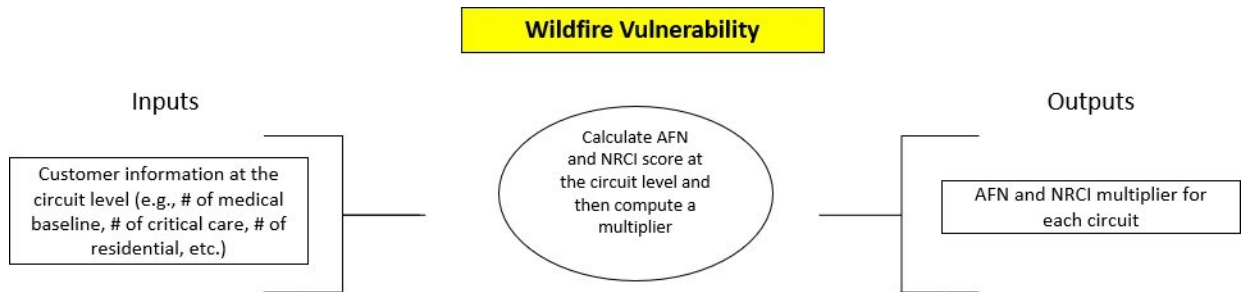 Wildfire Vulnerability
Inputs
Customer information at the
circuit level (e.g., # of medical
baseline, # of critical care, # of
residential, etc.)
Calculate AFN
and NRCI score at
the circuit level and
then compute a
multiplier
Outputs
AFN and NRCI multiplier for
each circuit